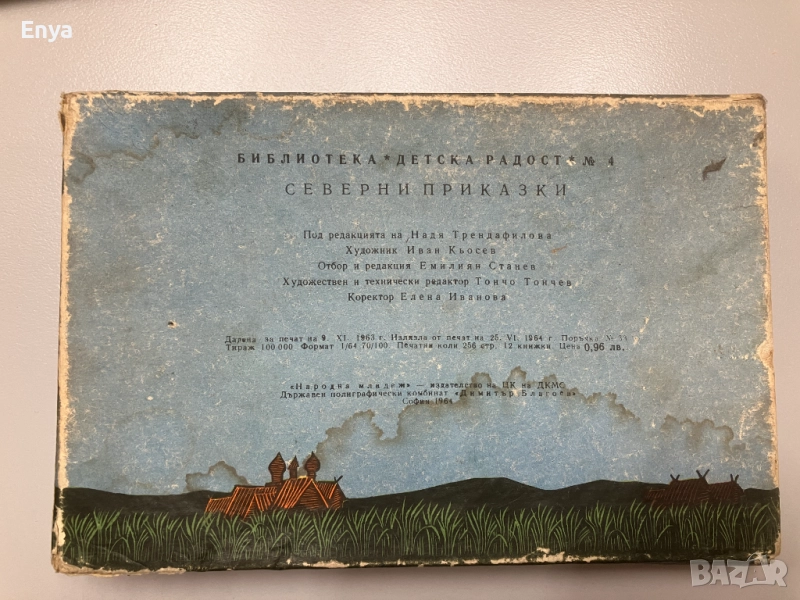 Enya
БИБЛИОТЕКА * ДЕТСКА РАДОСТ * № 4
СЕВЕРНИ ПРИКАЗКИ
Под редакцията на Надя Трендафилова
Художник Иван Кьосев
Отбор и редакция Емилиян Станев
Художествен и технически редактор Тончо Тончев
Коректор Елена Иванова
Дадена за печат на 9. XI. 1963 г. Излязла от печат на 25. VI. 1964 г Поръчка №
Тираж 100.000 Формат 1/64 70/100. Печатни коли 256 стр. 12 книжки. Цена 0,96 лв.
«Народна младеж» — издателство на ЦК на ДКМС
Държавен полиграфически комбинат «Димитър Благоев»
София 1964
BAZAR